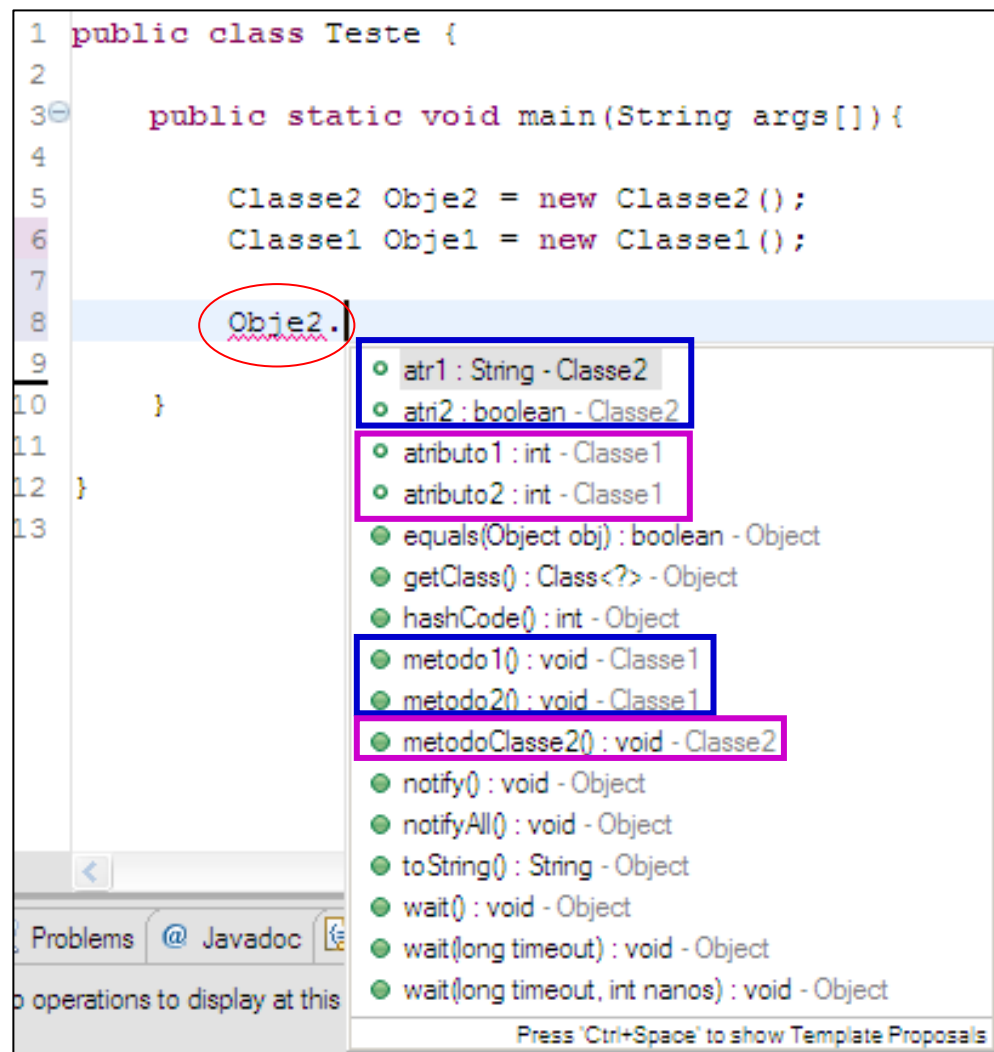 1 public class Teste {
2
3 public static void main(String args[]){
4
5 Classe2 Obje2 = new Classe2();
6 Classe1 Obje1 = new Classe1();
7
8 Obje2.
9
10 }
11
12 }
13
atr1 : String - Classe2
atri2 : boolean - Classe2
atributo1 : int - Classe1
atributo2 : int - Classe1
equals(Object obj) : boolean - Object
getClass() : Class<?> - Object
hashCode() : int - Object
metodo1() : void - Classe1
metodo2() : void - Classe1
metodoClasse2() : void - Classe2
notify() : void - Object
notifyAll() : void - Object
toString() : String - Object
wait() : void - Object
wait(long timeout) : void - Object
wait(long timeout, int nanos) : void - Object
Press 'Ctrl+Space' to show Template Proposals
Problems @ Javadoc
o operations to display at this